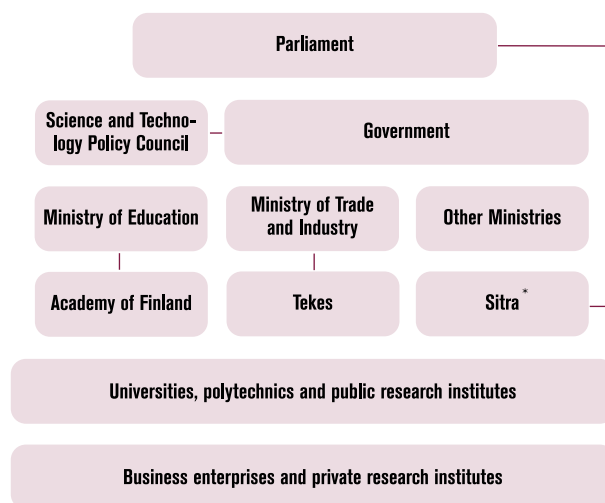 Parliament
Science and Techno-
logy Policy Council
Government
Ministry of Education
Ministry of Trade
and Industry
Other Ministries
Academy of Finland
Tekes
Sitra*
Universities, polytechnics and public research institutes
Business enterprises and private research institutes